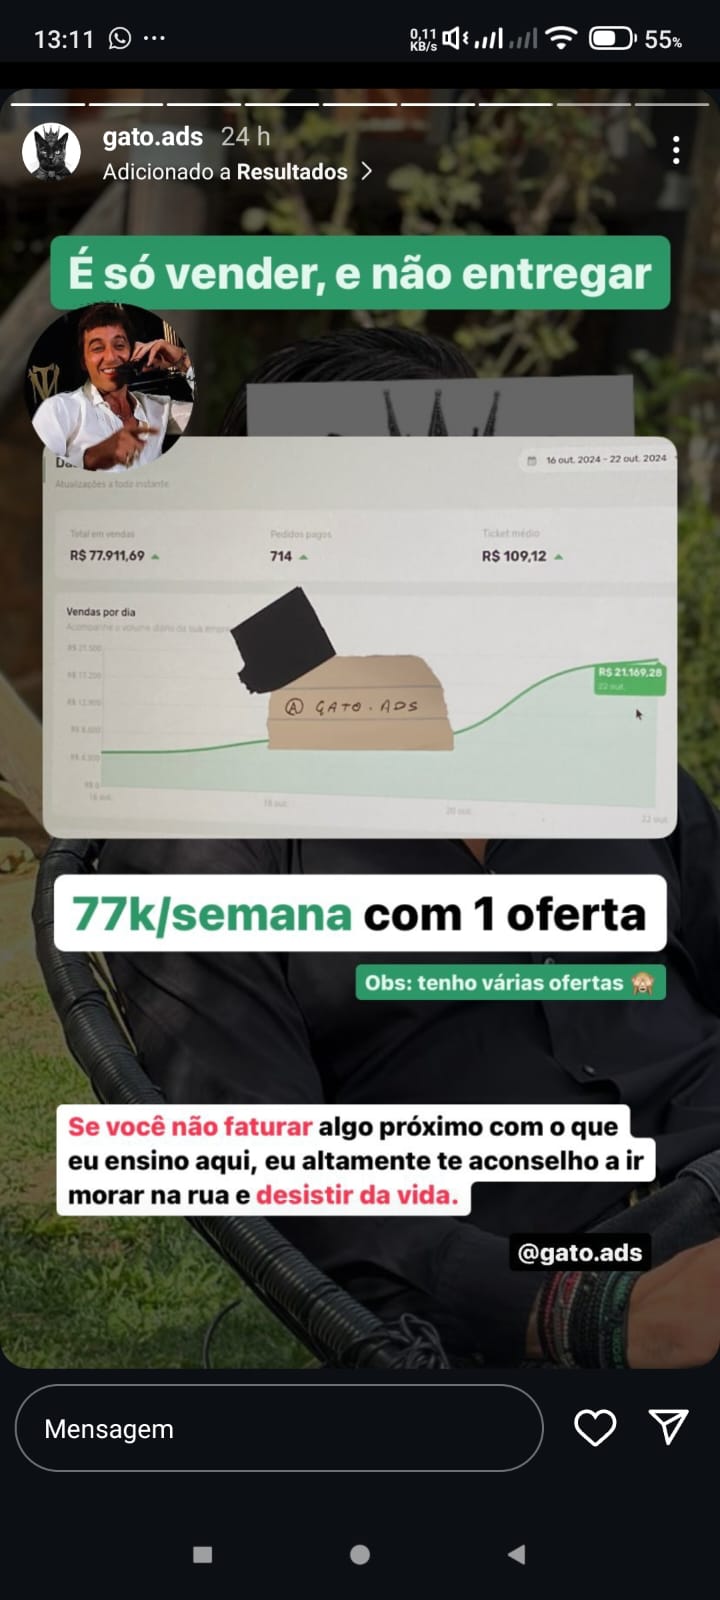 13:11
0,11
KB/s
55%
gato.ads 24 h
Adicionado a Resultados >
É só vender, e não entregar
16 out. 2024 - 22 out. 2024
Atualizações a todo instante
Total em vendas Pedidos pagos Ticket médio
R$ 77.911,69 714 R$ 109,12
Vendas por dia
Acompanhe o volume diário da sua
R$ 21.500
R$ 17.200
R$ 21.169,28
22 out.
R$ 12.900
@ GATO.ADS
R$ 8.600
R$ 4.300
R$ 0
16 out.
18 out.
20 out.
22 out
77k/semana com 1 oferta
Obs: tenho várias ofertas 🙈
Se você não faturar algo próximo com o que
eu ensino aqui, eu altamente te aconselho a ir
morar na rua e desistir da vida.
@gato.ads
Mensagem